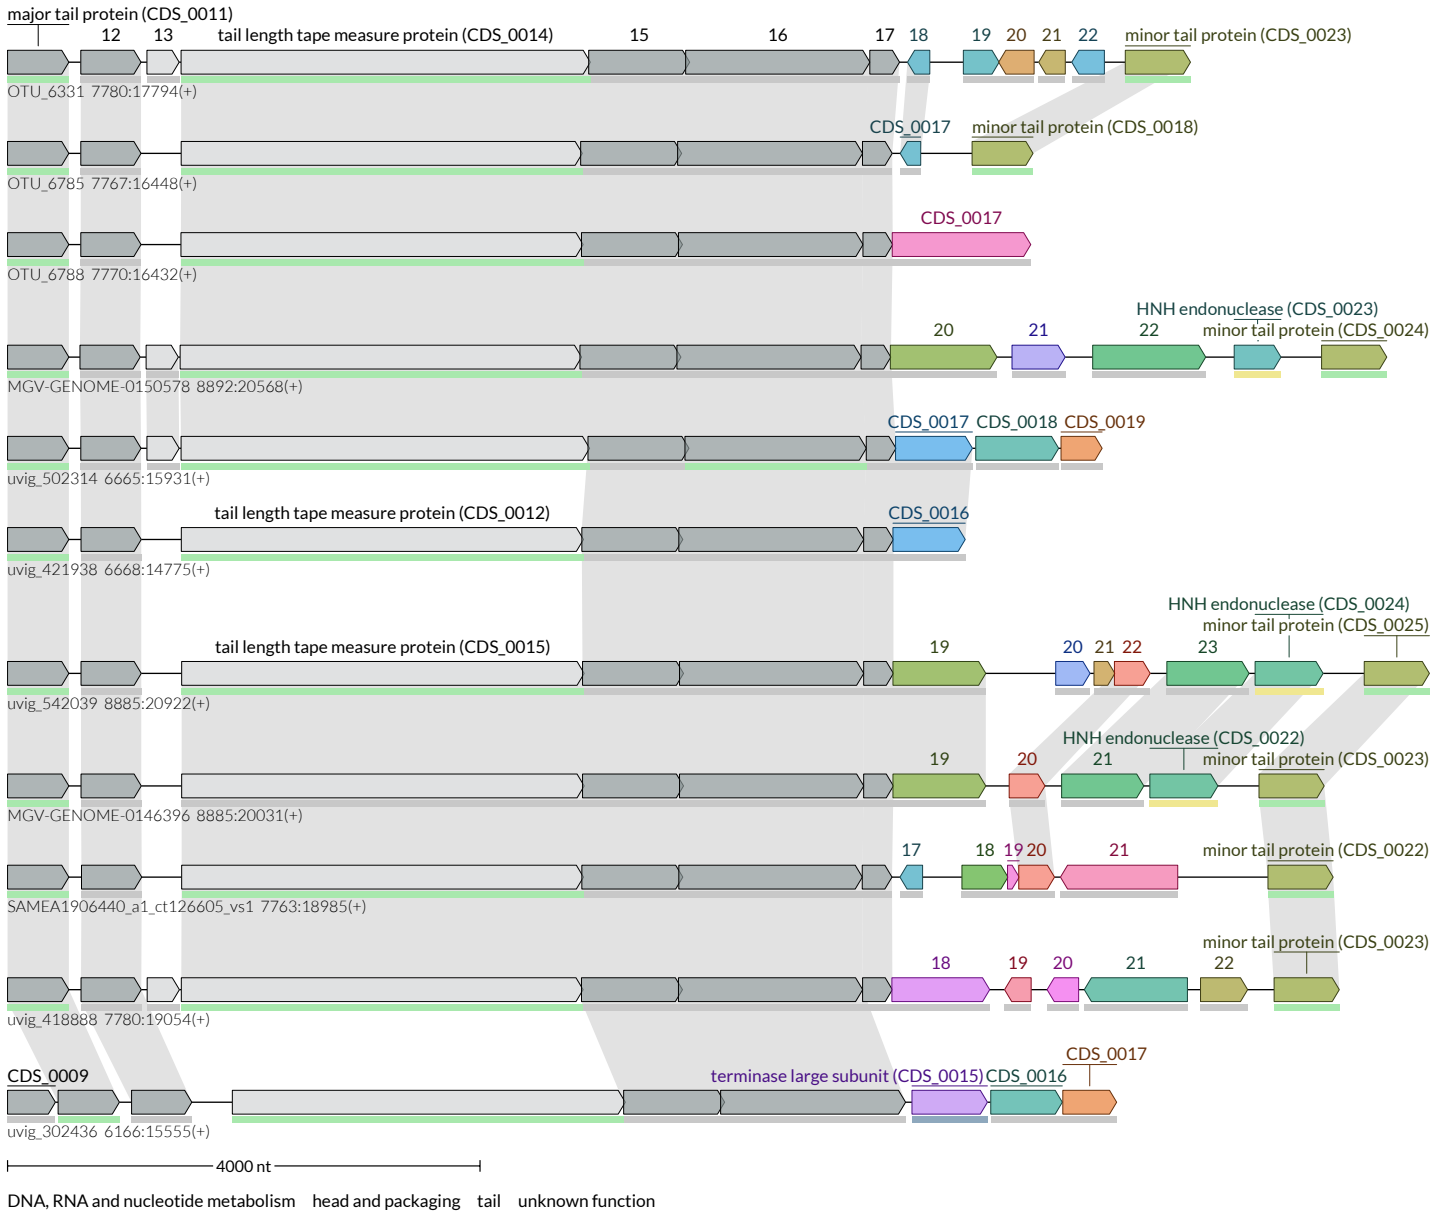 major tail protein (CDS_0011)
12 13 tail length tape measure protein (CDS_0014) 15 16 17 18 19 20 21 22 minor tail protein (CDS_0023)
OTU_6331 7780:17794(+)
CDS_0017 minor tail protein (CDS_0018)
OTU_6785 7767:16448(+)
CDS_0017
OTU_6788 7770:16432(+)
HNH endonuclease (CDS_0023)
20 21 22 minor tail protein (CDS_0024)
MGV-GENOME-0150578 8892:20568(+)
CDS_0017 CDS_0018 CDS_0019
uvig_502314 6665:15931(+)
tail length tape measure protein (CDS_0012) CDS_0016
uvig_421938 6668:14775(+)
HNH endonuclease (CDS_0024)
minor tail protein (CDS_0025)
tail length tape measure protein (CDS_0015) 19 20 21 22 23
uvig_542039 8885:20922(+)
HNH endonuclease (CDS_0022)
19 20 21 minor tail protein (CDS_0023)
MGV-GENOME-0146396 8885:20031(+)
17 18 19 20 21 minor tail protein (CDS_0022)
SAMEA1906440_a1_ct126605_vs1 7763:18985(+)
minor tail protein (CDS_0023)
18 19 20 21 22
uvig_418888 7780:19054(+)
CDS_0017
CDS_0009 terminase large subunit (CDS_0015) CDS_0016
uvig_302436 6166:15555(+)
4000 nt
DNA, RNA and nucleotide metabolism head and packaging tail unknown function